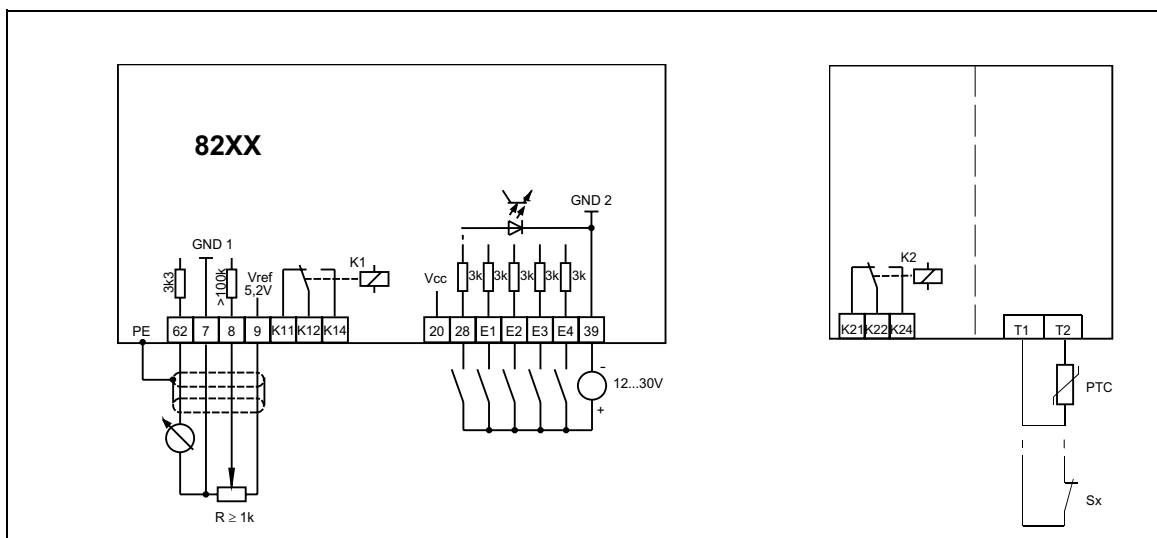 82XX
GND 1
3k3
>100k
Vref
5,2V
K1
PE
62 7 8 9 K11 K12 K14
R ≥ 1k
GND 2
Vcc
3k 3k 3k 3k 3k
20 28 E1 E2 E3 E4 39
-
12...30V
+
K2
K21 K22 K24
T1 T2
PTC
Sx